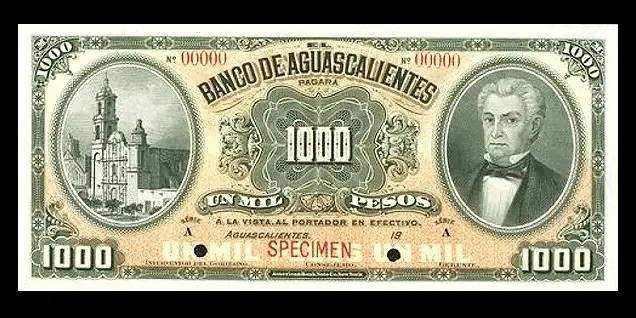 1000 1000
EL
Nº 00000 Nº 00000
BANCO DE AGUASCALIENTES
PAGARÁ
1000
UN MIL PESOS
Á LA VISTA, AL PORTADOR EN EFECTIVO.
SERIE A SERIE A
AGUASCALIENTES, 19
UN MIL SPECIMEN UN MIL
1000 1000
INTERVENTOR DEL GOBIERNO. CONSEJERO. GERENTE.
American Bank Note Co. New York.